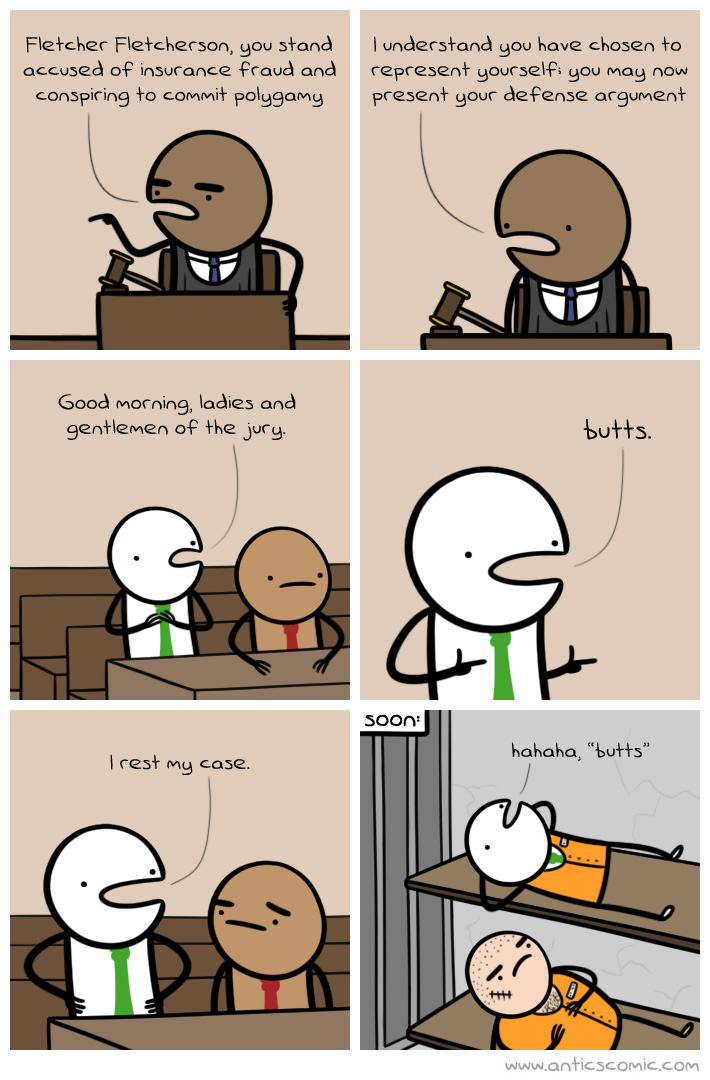 Fletcher Fletcherson, you stand
accused of insurance fraud and
conspiring to commit polygamy
I understand you have chosen to
represent yourself; you may now
present your defense argument
Good morning, ladies and
gentlemen of the jury.
butts.
I rest my case.
soon:
hahaha, “butts”
www.anticscomic.com